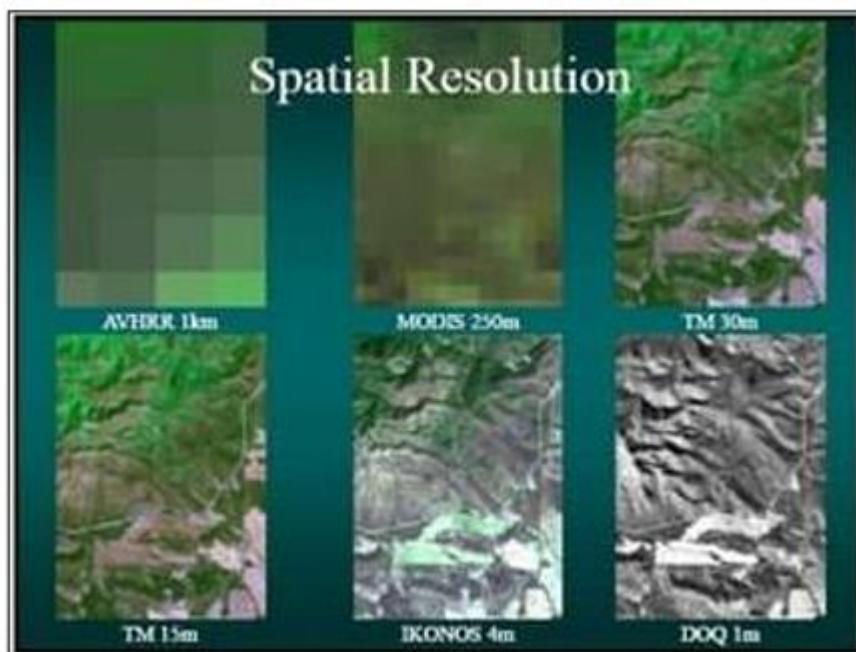 Spatial Resolution
AVHRR 1km
MODIS 250m
TM 30m
TM 15m
IKONOS 4m
DOQ 1m